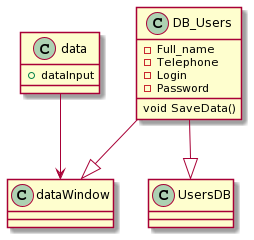 C DB_Users
Full_name
Telephone
Login
Password
void SaveData()
C data
dataInput
C dataWindow
C UsersDB